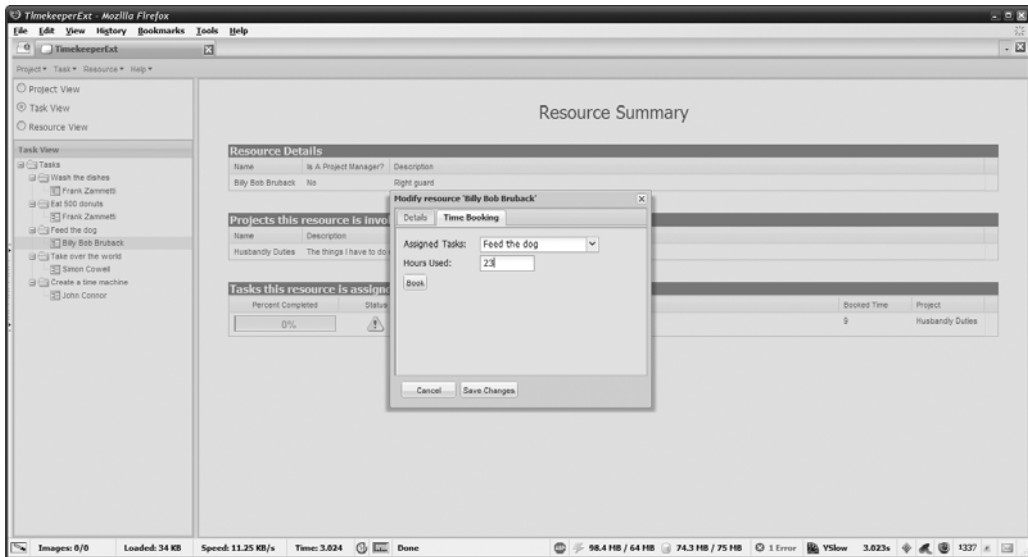 TimekeeperExt - Mozilla Firefox
File Edit View History Bookmarks Tools Help
TimekeeperExt
Project Task Resource Help
Project View
Task View
Resource View
Task View
Tasks
Wash the dishes
Frank Zammetti
Eat 500 donuts
Frank Zammetti
Feed the dog
Billy Bob Bruback
Take over the world
Simon Cowell
Create a time machine
John Connor
Resource Summary
Resource Details
Name Is A Project Manager? Description
Billy Bob Bruback No Right guard
Projects this resource is invol
Name Description
Husbandly Duties The things I have to do
Tasks this resource is assigne
Percent Completed Status Booked Time Project
0% 9 Husbandly Duties
Modify resource 'Billy Bob Bruback'
Details Time Booking
Assigned Tasks: Feed the dog
Hours Used: 23
Book
Cancel Save Changes
Images: 0/0 Loaded: 34 KB Speed: 11.25 KB/s Time: 3.024 Done 98.4 MB / 64 MB 74.3 MB / 75 MB 1 Error YSlow 3.023s 1337